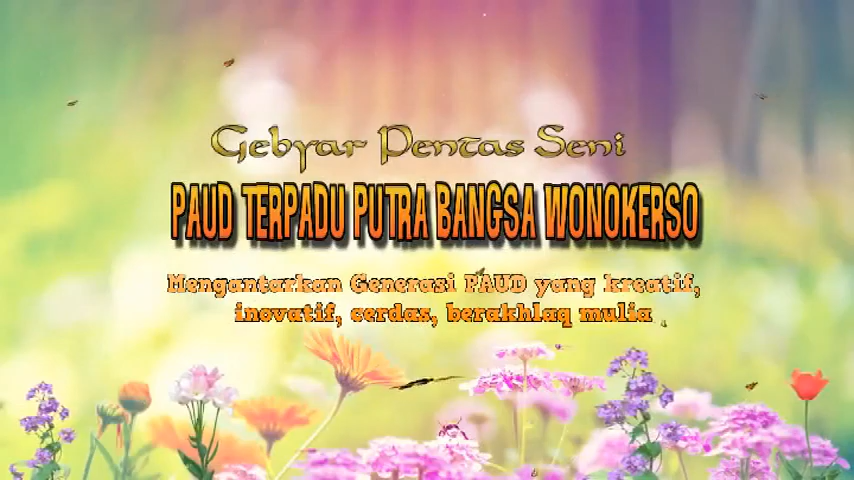 Gebyar Pentas Seni
PAUD TERPADU PUTRA BANGSA WONOKERSO
Mengantarkan Generasi PAUD yang kreatif,
inovatif, cerdas, berakhlaq mulia